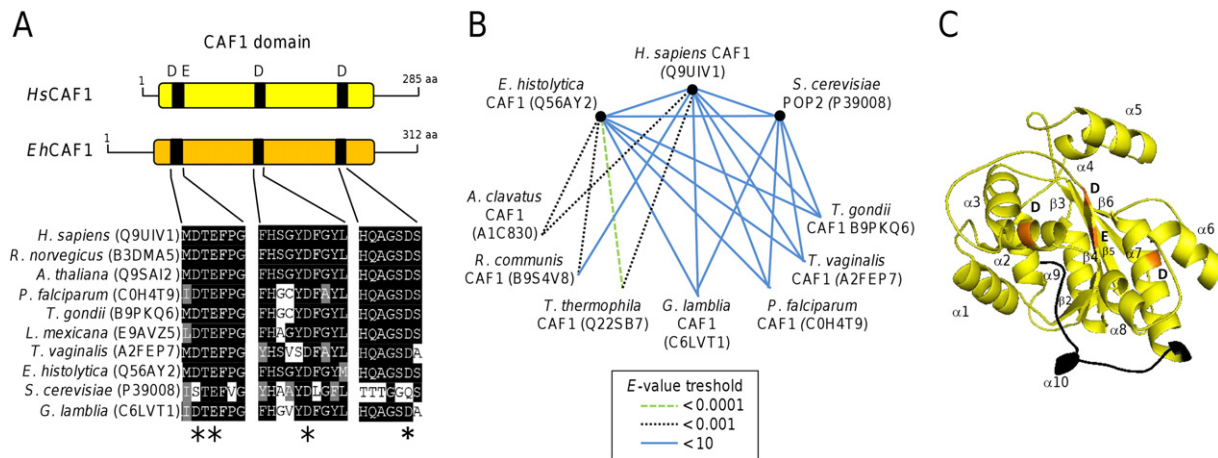 A
CAF1 domain
D E D D
1
285 aa
HsCAF1
1
312 aa
EhCAF1
H. sapiens (Q9UIV1) MDTEFPG FHSGYDFGYL HQAGSDS
R. norvegicus (B3DMA5) MDTEFPG FHSGYDFGYL HQAGSDS
A. thaliana (Q9SAI2) MDTEFPG FHSGYDFGYL HQAGSDS
P. falciparum (C0H4T9) IDTEFPG FHGCYDFAYL HQAGSDS
T. gondii (B9PKQ6) MDTEFPG FHGCYDFGYL HQAGSDS
L. mexicana (E9AVZ5) LDTEFPG FHAGYDFGYL HQAGSDS
T. vaginalis (A2FEP7) MDTEFPG YHSVSDFAYL HQAGSDA
E. histolytica (Q56AY2) MDTEFPG FHSGYDFGYM HQAGSDS
S. cerevisiae (P39008) ISTEFVG YHAAYDLGFL TTTGGQS
G. lamblia (C6LVT1) IDTEFPG FHGVYDFGYL HQAGSDA
* * * *
B
H. sapiens CAF1
(Q9UIV1)
E. histolytica
CAF1 (Q56AY2)
S. cerevisiae
POP2 (P39008)
A. clavatus
CAF1
(A1C830)
R. communis
CAF1 (B9S4V8)
T. thermophila
CAF1 (Q22SB7)
G. lamblia
CAF1
(C6LVT1)
P. falciparum
CAF1 (C0H4T9)
T. vaginalis
CAF1 (A2FEP7)
T. gondii
CAF1 B9PKQ6)
E-value treshold
<0.0001
<0.001
<10
C
α5
α4
α3
D
β3
D
β6
α6
E
β5
α7
D
α2
α9
β4
β2
α1
α8
α10